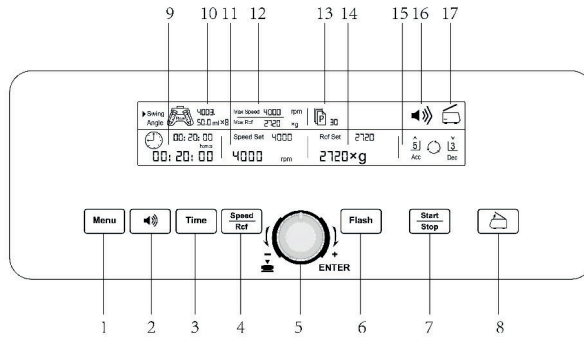 9 10 11 12 13 14 15 16 17
Swing 4003. Max Speed 4000 rpm
Angle 50.0 ml×8 Max Rcf 2720 ×g P 30
00:20:00 Speed Set 4000 Rcf Set 2720 5 3
00:20:00 4000 rpm 2720×g Acc Dec
Menu Time Speed Flash Start
Rcf Stop
- +
ENTER
1 2 3 4 5 6 7 8